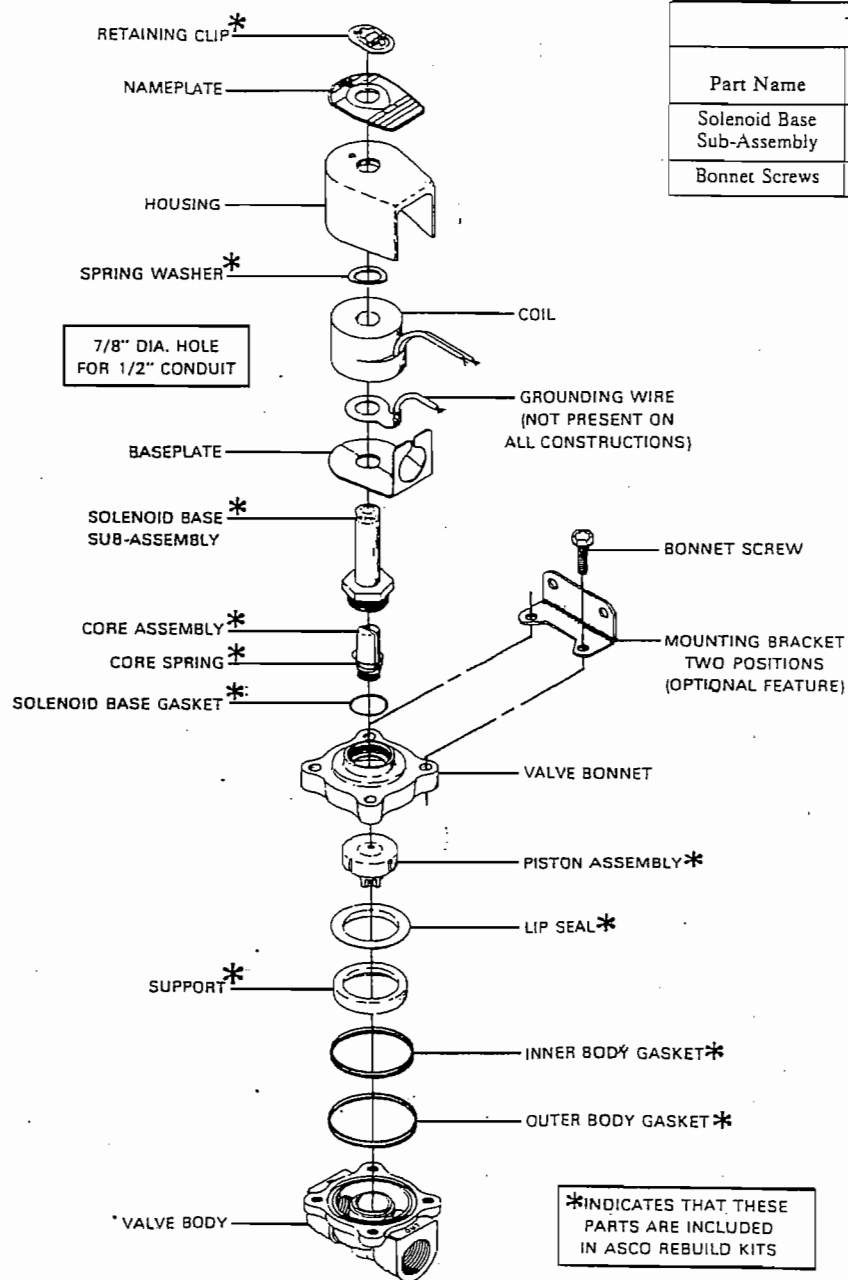 RETAINING CLIP*
NAMEPLATE
HOUSING
SPRING WASHER*
7/8" DIA. HOLE
FOR 1/2" CONDUIT
BASEPLATE
SOLENOID BASE*
SUB-ASSEMBLY
CORE ASSEMBLY*
CORE SPRING*
SOLENOID BASE GASKET*
SUPPORT*
VALVE BODY
Part Name
Solenoid Base
Sub-Assembly
Bonnet Screws
COIL
GROUNDING WIRE
(NOT PRESENT ON
ALL CONSTRUCTIONS)
BONNET SCREW
MOUNTING BRACKET
TWO POSITIONS
(OPTIONAL FEATURE)
VALVE BONNET
PISTON ASSEMBLY*
LIP SEAL*
INNER BODY GASKET*
OUTER BODY GASKET*
*INDICATES THAT THESE
PARTS ARE INCLUDED
IN ASCO REBUILD KITS